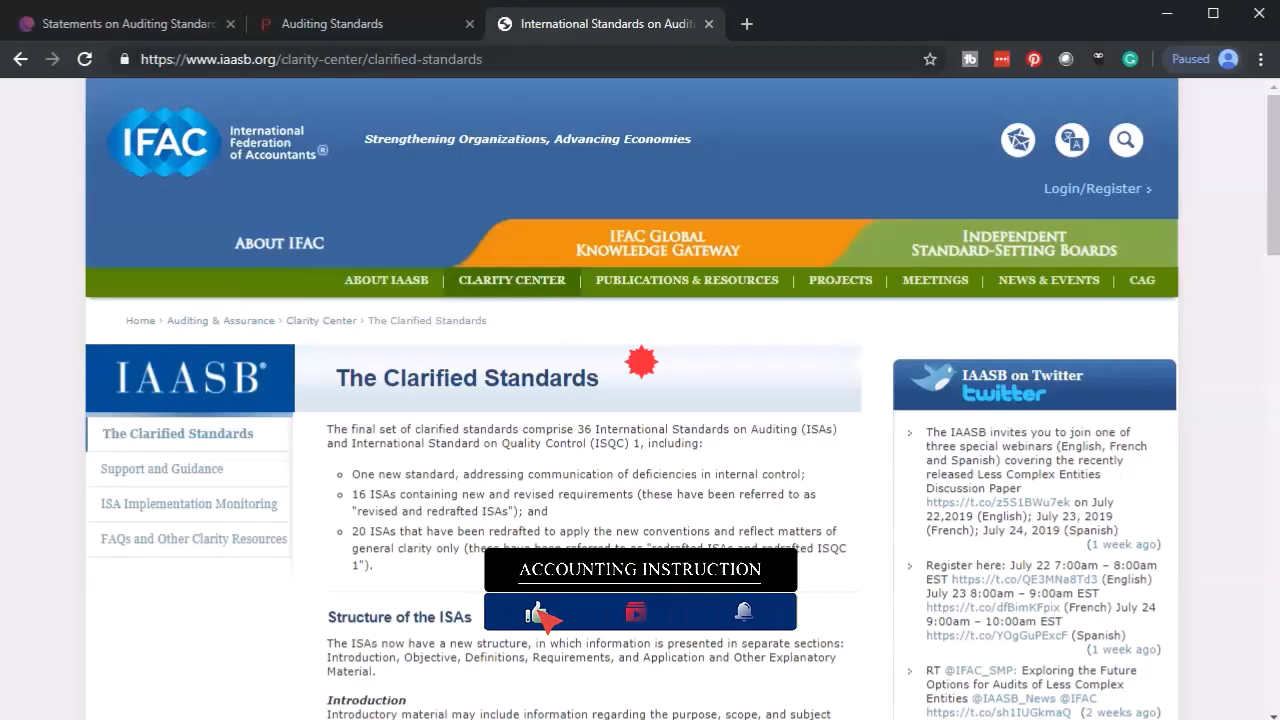 Statements on Auditing Standard
Auditing Standards
International Standards on Audit
https://www.iaasb.org/clarity-center/clarified-standards
Paused
IFAC
International
Federation
of Accountants®
Strengthening Organizations, Advancing Economies
Login/Register ›
ABOUT IFAC
IFAC GLOBAL
KNOWLEDGE GATEWAY
INDEPENDENT
STANDARD-SETTING BOARDS
ABOUT IAASB
CLARITY CENTER
PUBLICATIONS & RESOURCES
PROJECTS
MEETINGS
NEWS & EVENTS
CAG
Home > Auditing & Assurance > Clarity Center > The Clarified Standards
IAASB®
The Clarified Standards
Support and Guidance
ISA Implementation Monitoring
FAQs and Other Clarity Resources
The Clarified Standards
The final set of clarified standards comprise 36 International Standards on Auditing (ISAs)
and International Standard on Quality Control (ISQC) 1, including:
One new standard, addressing communication of deficiencies in internal control;
16 ISAs containing new and revised requirements (these have been referred to as
"revised and redrafted ISAs"); and
20 ISAs that have been redrafted to apply the new conventions and reflect matters of
general clarity only (these have been referred to as "redrafted ISAs and redrafted ISQC
1").
ACCOUNTING INSTRUCTION
Structure of the ISAs
The ISAs now have a new structure, in which information is presented in separate sections:
Introduction, Objective, Definitions, Requirements, and Application and Other Explanatory
Material.
Introduction
Introductory material may include information regarding the purpose, scope, and subject
IAASB on Twitter
twitter
The IAASB invites you to join one of
three special webinars (English, French
and Spanish) covering the recently
released Less Complex Entities
Discussion Paper
https://t.co/z5S1BWu7ek on July
22,2019 (English); July 23, 2019
(French); July 24, 2019 (Spanish)
(1 week ago)
Register here: July 22 7:00am – 8:00am
EST https://t.co/QE3MNa8Td3 (English)
July 23 8:00am – 9:00am EST
https://t.co/dfBimKFpix (French) July 24
9:00am – 10:00am EST
https://t.co/YOgGuPExcF (Spanish)
(1 week ago)
RT @IFAC_SMP: Exploring the Future
Options for Audits of Less Complex
Entities @IAASB_News @IFAC
https://t.co/sh1IUGkmaQ (2 weeks ago)